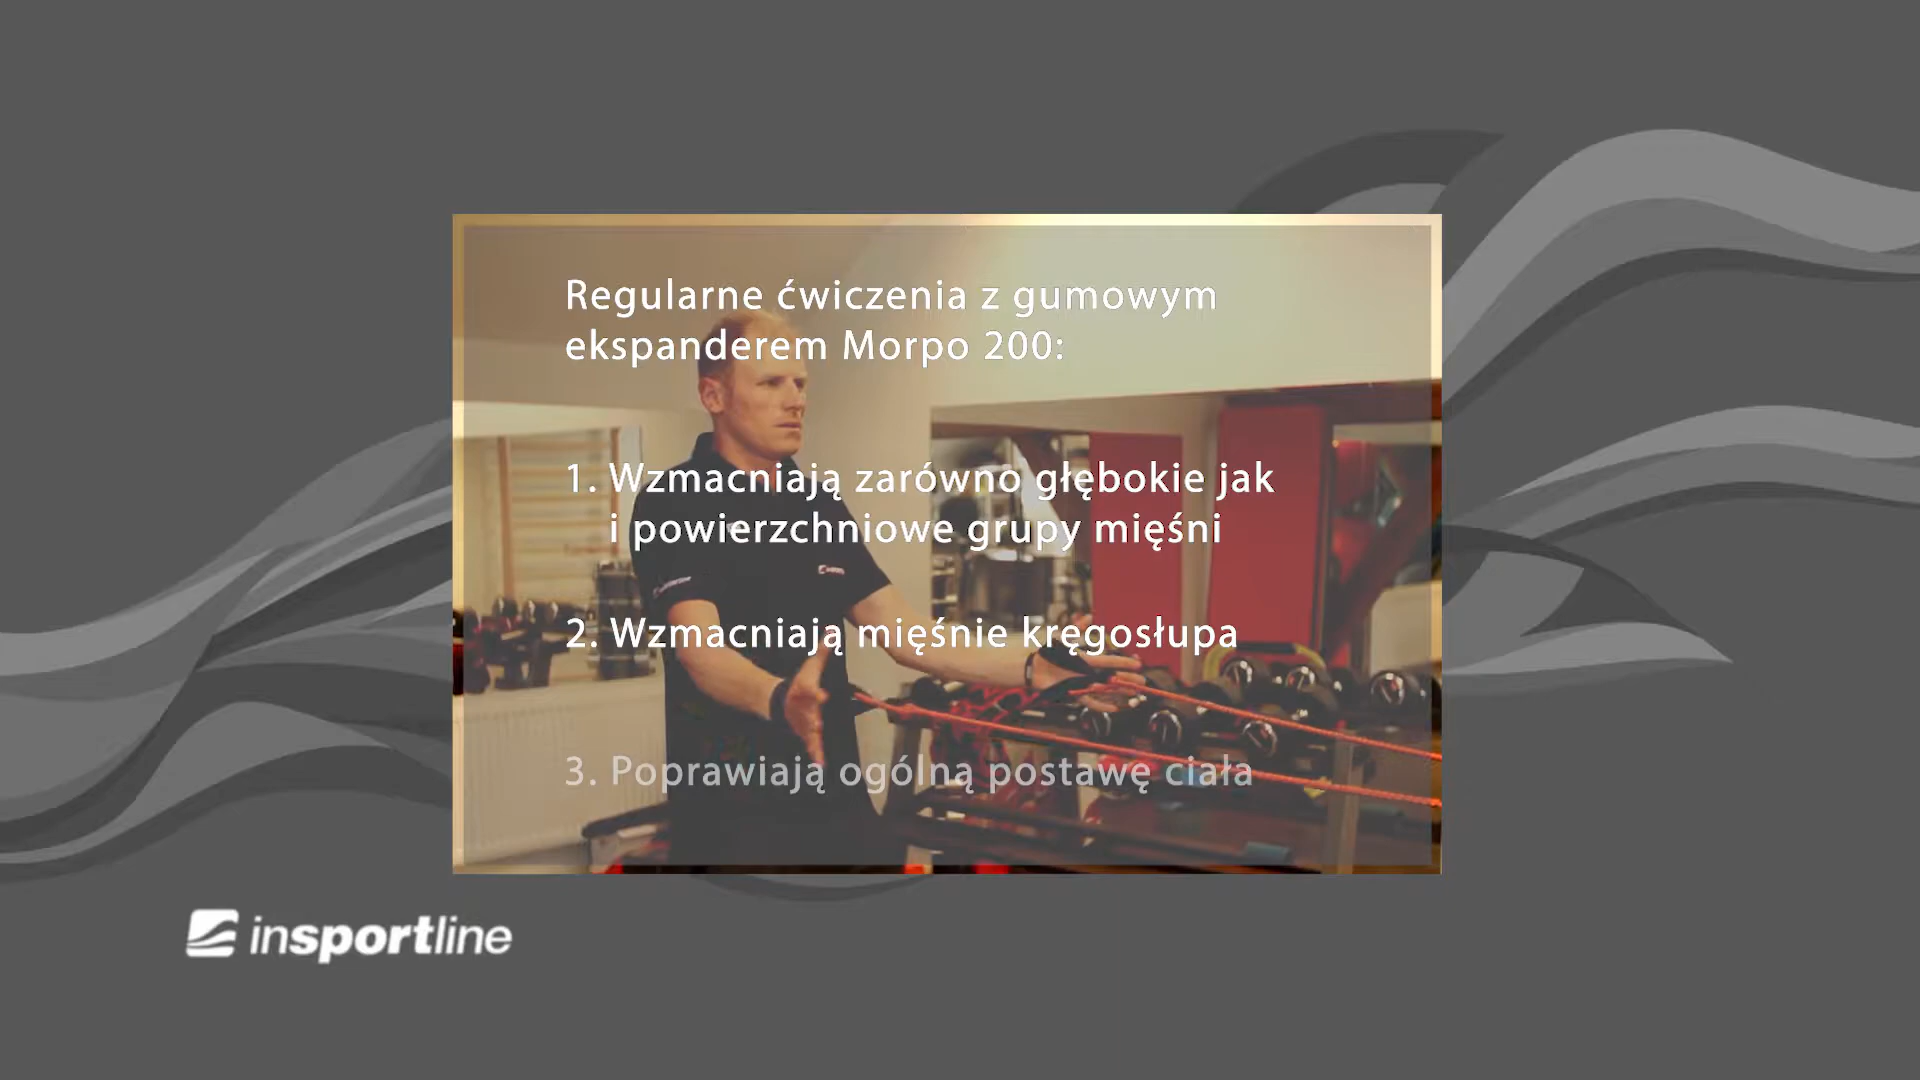 Regularne ćwiczenia z gumowym
ekspanderem Morpo 200:
1. Wzmacniają zarówno głębokie jak
i powierzchniowe grupy mięśni
2. Wzmacniają mięśnie kręgosłupa
3. Poprawiają ogólną postawę ciała
insportline